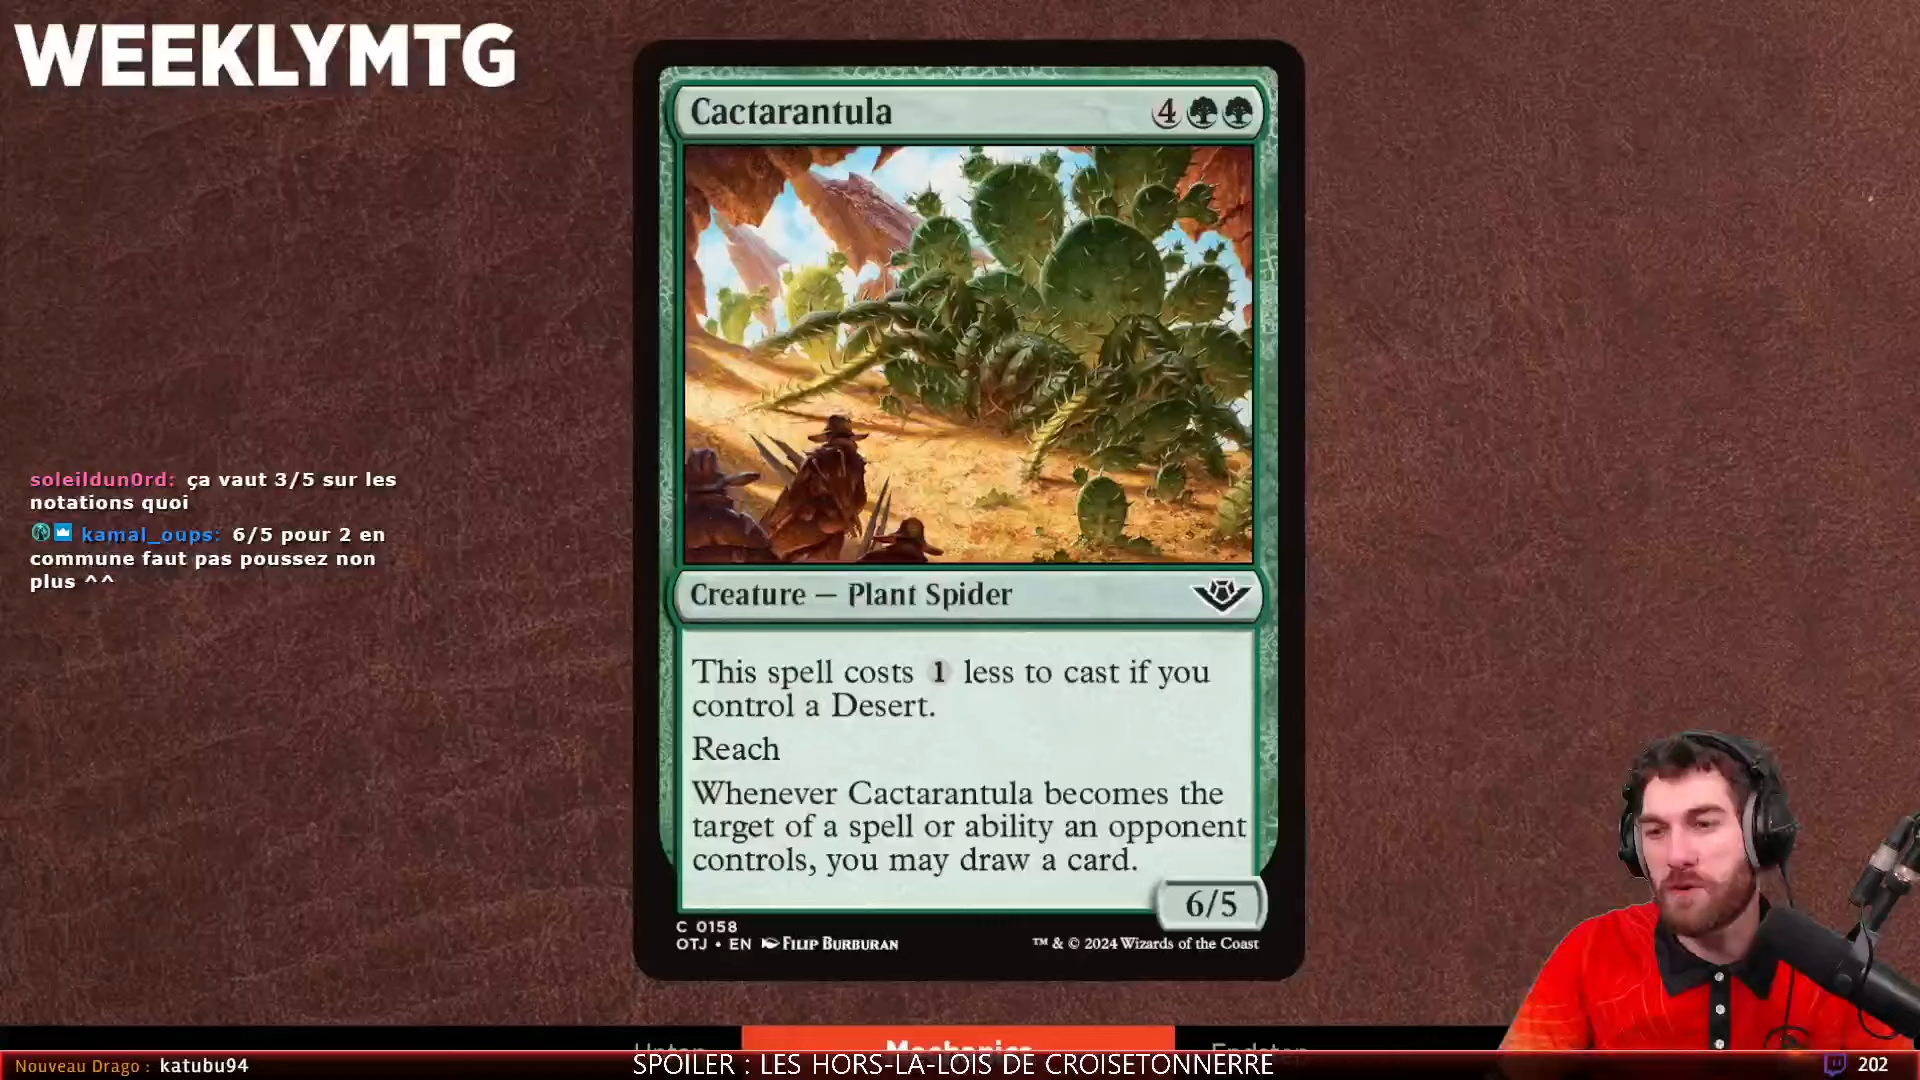 WEEKLYMTG
Cactarantula
4
Creature — Plant Spider
This spell costs 1 less to cast if you
control a Desert.
Reach
Whenever Cactarantula becomes the
target of a spell or ability an opponent
controls, you may draw a card.
6/5
C 0158
OTJ • EN FILIP BURBURAN
™ & © 2024 Wizards of the Coast
soleildun0rd: ça vaut 3/5 sur les
notations quoi
kamal_oups: 6/5 pour 2 en
commune faut pas poussez non
plus ^^
Mechanics
Nouveau Drago : katubu94
SPOILER : LES HORS-LA-LOIS DE CROISETONNERRE
202